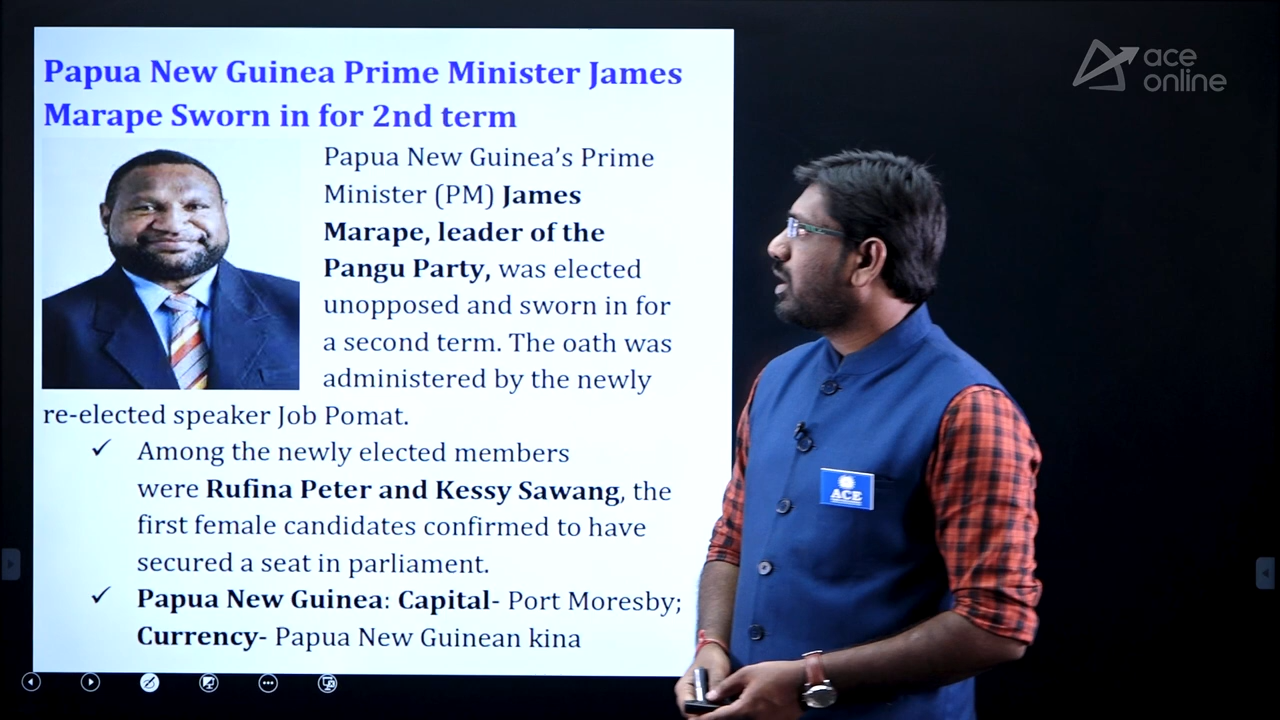 Papua New Guinea Prime Minister James
Marape Sworn in for 2nd term
Papua New Guinea’s Prime
Minister (PM) James
Marape, leader of the
Pangu Party, was elected
unopposed and sworn in for
a second term. The oath was
administered by the newly
re-elected speaker Job Pomat.
✓ Among the newly elected members
were Rufina Peter and Kessy Sawang, the
first female candidates confirmed to have
secured a seat in parliament.
✓ Papua New Guinea: Capital- Port Moresby;
Currency- Papua New Guinean kina
ace
online
ACE